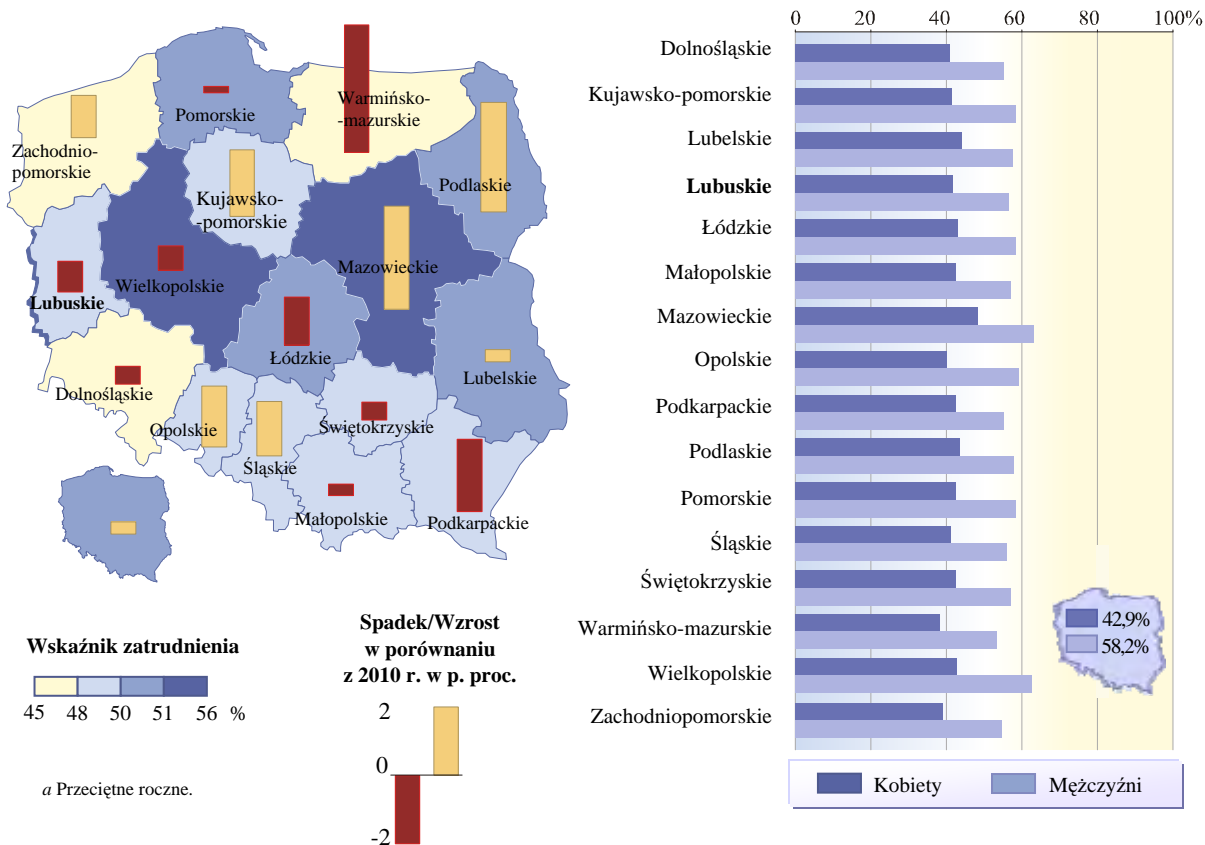 Pomorskie
Warmińsko-
-mazurskie
Zachodnio-
pomorskie
Podlaskie
Kujawsko-
-pomorskie
Mazowieckie
Wielkopolskie
Lubuskie
Łódzkie
Lubelskie
Dolnośląskie
Opolskie
Świętokrzyskie
Śląskie
Małopolskie
Podkarpackie
Wskaźnik zatrudnienia
45 48 50 51 56 %
a Przeciętne roczne.
Spadek/Wzrost
w porównaniu
z 2010 r. w p. proc.
2
0
-2
0 20 40 60 80 100%
Dolnośląskie
Kujawsko-pomorskie
Lubelskie
Lubuskie
Łódzkie
Małopolskie
Mazowieckie
Opolskie
Podkarpackie
Podlaskie
Pomorskie
Śląskie
Świętokrzyskie
Warmińsko-mazurskie
Wielkopolskie
Zachodniopomorskie
42,9%
58,2%
Kobiety Mężczyźni